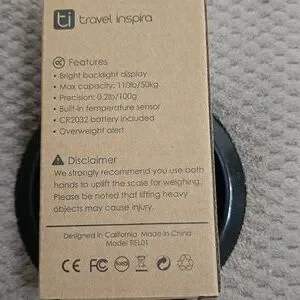 ti travel inspira
Features
• Bright backlight display
• Max capacity: 110lb/50kg
• Precision: 0.2lb/100g
• Built-in temperature sensor
• CR2032 battery included
• Overweight alert
Disclaimer
We strongly recommend you use both
hands to uplift the scale for weighing.
Please be noted that lifting heavy
objects may cause injury.
Designed in California Made in China
CE FC RoHS